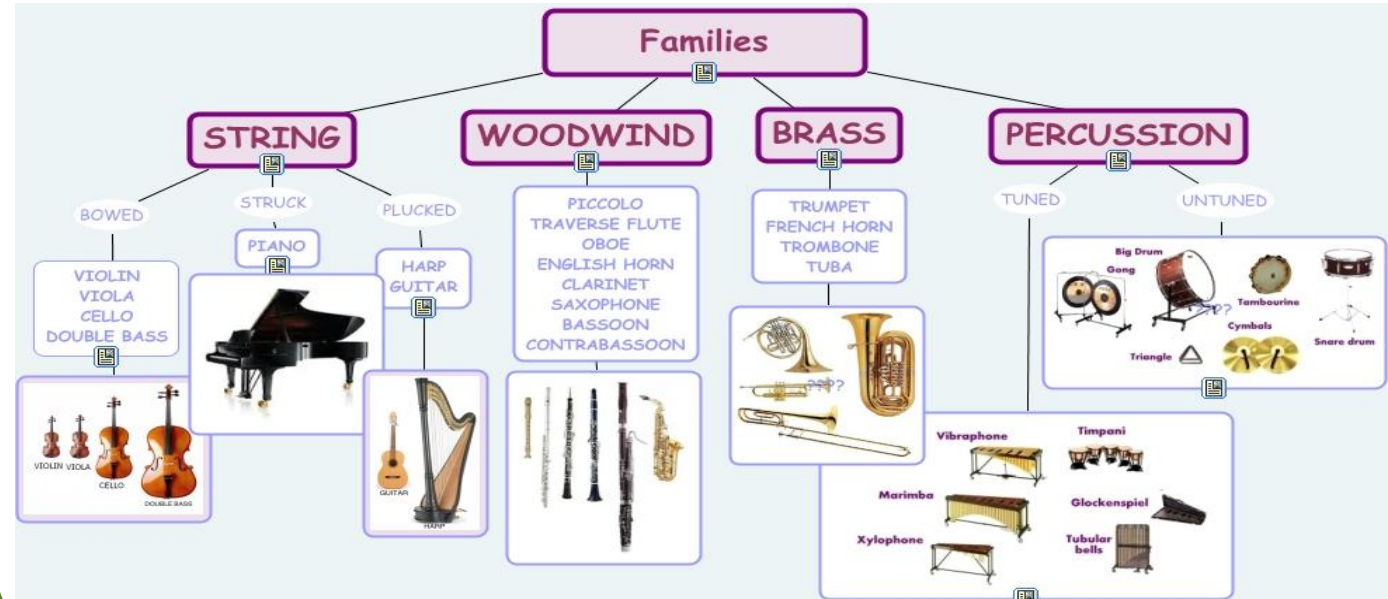 Families
STRING
WOODWIND
BRASS
PERCUSSION
BOWED
STRUCK
PLUCKED
TUNED
UNTUNED
VIOLIN
VIOLA
CELLO
DOUBLE BASS
PIANO
HARP
GUITAR
PICCOLO
TRAVERSE FLUTE
OBOE
ENGLISH HORN
CLARINET
SAXOPHONE
BASSOON
CONTRABASSOON
TRUMPET
FRENCH HORN
TROMBONE
TUBA
VIOLIN
VIOLA
CELLO
DOUBLE BASS
GUITAR
HARP
????
Big Drum
Gong
????
Tambourine
Cymbals
Snare drum
Triangle
Vibraphone
Timpani
Marimba
Glockenspiel
Xylophone
Tubular
bells